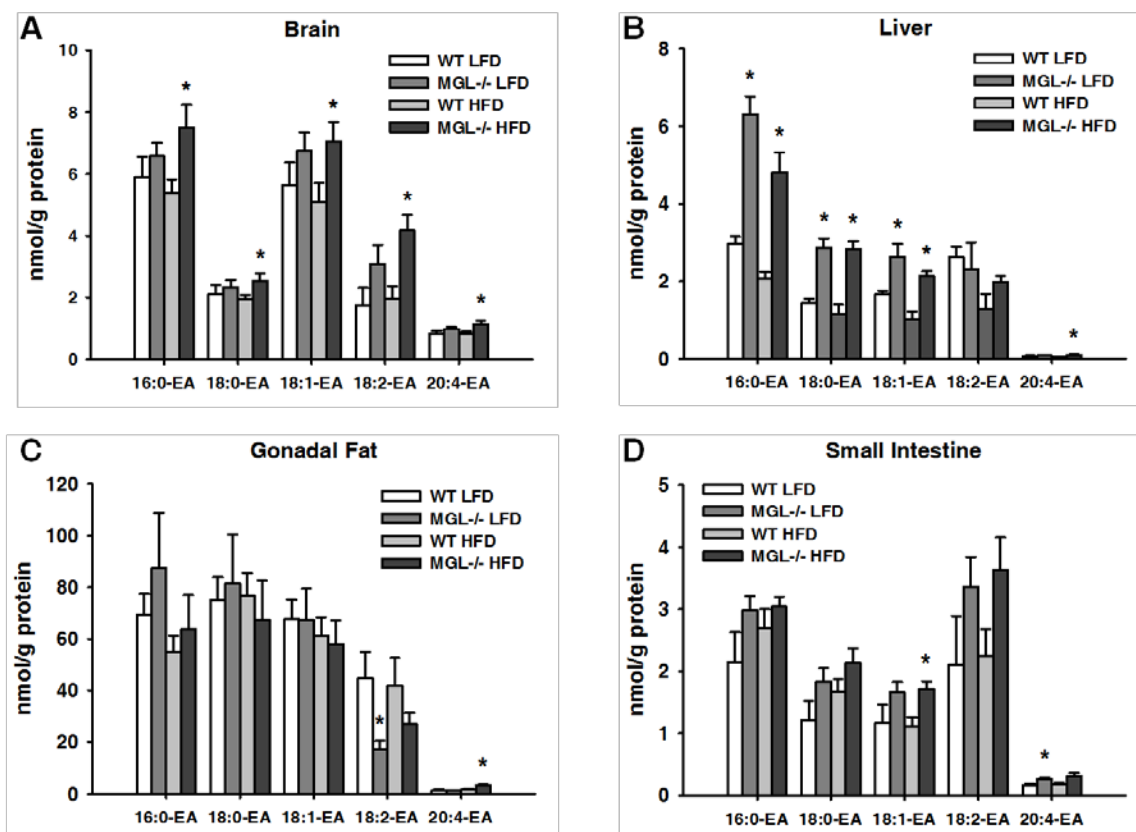 A
Brain
nmol/g protein
10
8
6
4
2
0
WT LFD
MGL-/- LFD
WT HFD
MGL-/- HFD
*
*
*
*
*
16:0-EA 18:0-EA 18:1-EA 18:2-EA 20:4-EA
B
Liver
nmol/g protein
8
6
4
2
0
WT LFD
MGL-/- LFD
WT HFD
MGL-/- HFD
*
*
*
*
*
*
*
16:0-EA 18:0-EA 18:1-EA 18:2-EA 20:4-EA
C
Gonadal Fat
nmol/g protein
120
100
80
60
40
20
0
WT LFD
MGL-/- LFD
WT HFD
MGL-/- HFD
*
*
16:0-EA 18:0-EA 18:1-EA 18:2-EA 20:4-EA
D
Small Intestine
nmol/g protein
5
4
3
2
1
0
WT LFD
MGL-/- LFD
WT HFD
MGL-/- HFD
*
*
16:0-EA 18:0-EA 18:1-EA 18:2-EA 20:4-EA